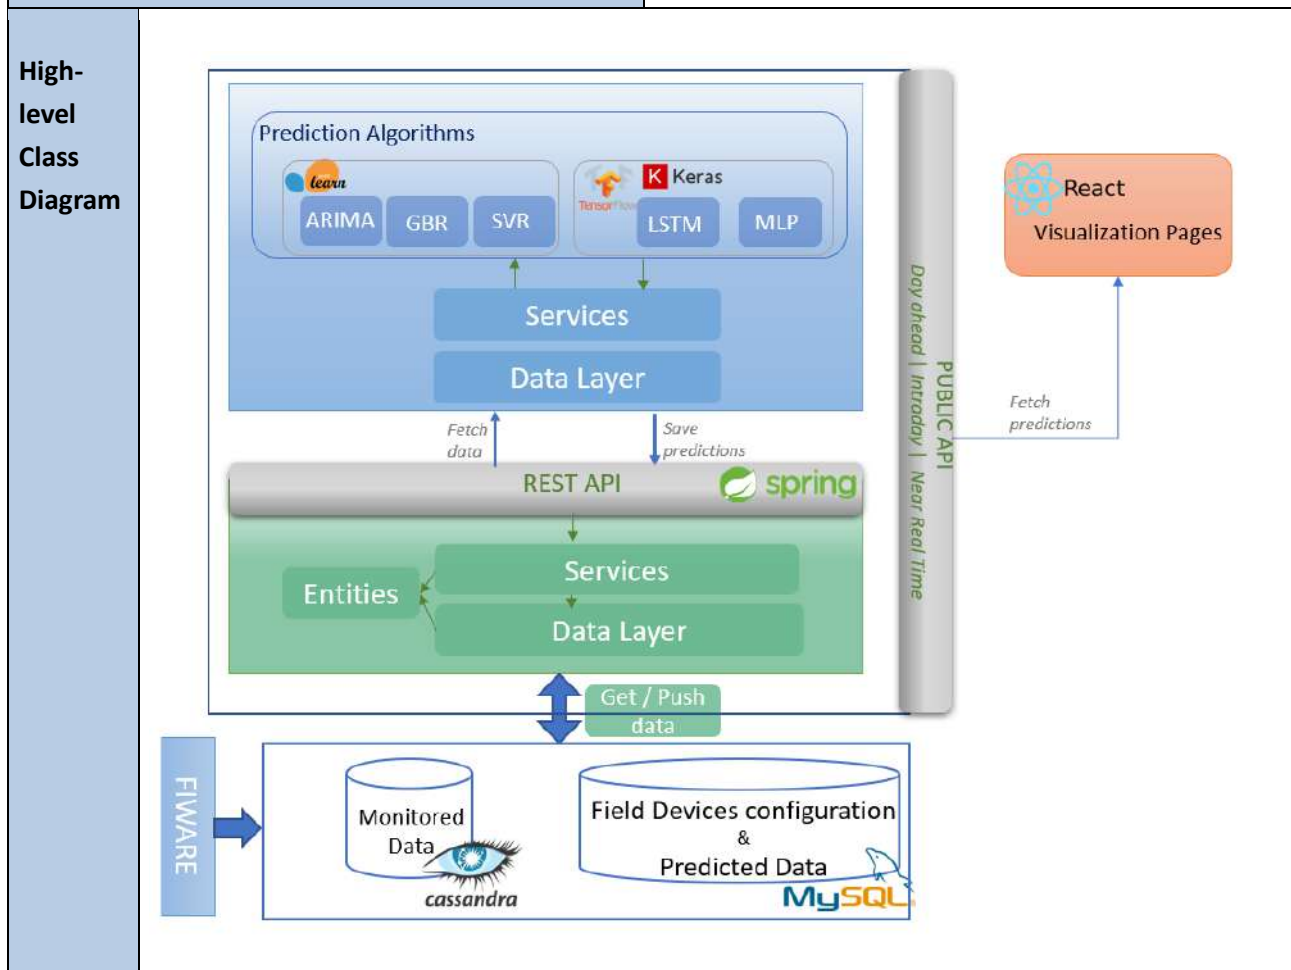 High-
level
Class
Diagram
Prediction Algorithms
learn
ARIMA
GBR
SVR
TensorFlow
K Keras
LSTM
MLP
Services
Data Layer
Fetch
data
Save
predictions
REST API
spring
Services
Entities
Data Layer
Get / Push
data
PUBLIC API
Day ahead | Intraday | Near Real Time
React
Visualization Pages
Fetch
predictions
FIWARE
Monitored
Data
cassandra
Field Devices configuration
&
Predicted Data
MySQL